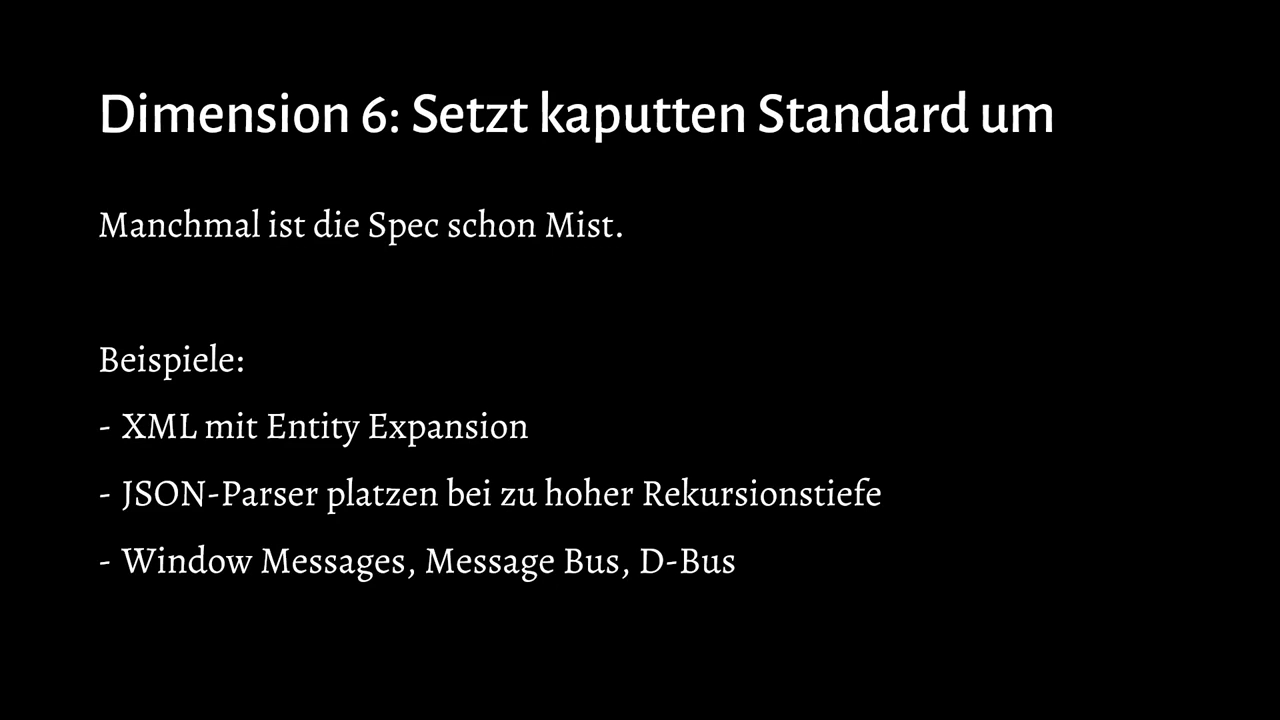 Dimension 6: Setzt kaputten Standard um
Manchmal ist die Spec schon Mist.
Beispiele:
- XML mit Entity Expansion
- JSON-Parser platzen bei zu hoher Rekursionstiefe
- Window Messages, Message Bus, D-Bus